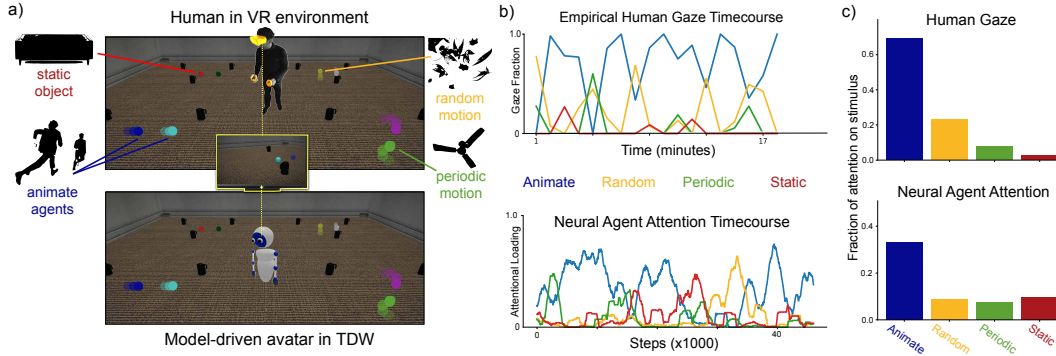 a)
Human in VR environment
static
object
random
motion
animate
agents
periodic
motion
Model-driven avatar in TDW
b)
Empirical Human Gaze Timecourse
Gaze Fraction
1.0
0
1
17
Time (minutes)
Animate Random Periodic Static
Neural Agent Attention Timecourse
Attentional Loading
1.0
0
0
40
Steps (x1000)
c)
Human Gaze
Fraction of attention on stimulus
0.6
0.4
0.2
0.0
Neural Agent Attention
0.4
0.2
0.0
Animate
Random
Periodic
Static